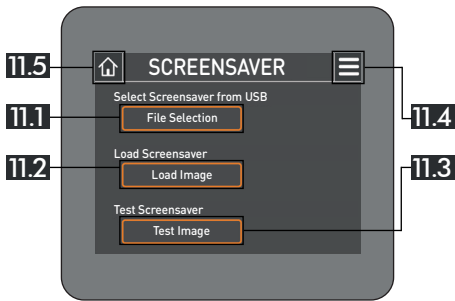 11.5
SCREENSAVER
Select Screensaver from USB
11.1
File Selection
11.4
Load Screensaver
11.2
Load Image
11.3
Test Screensaver
Test Image